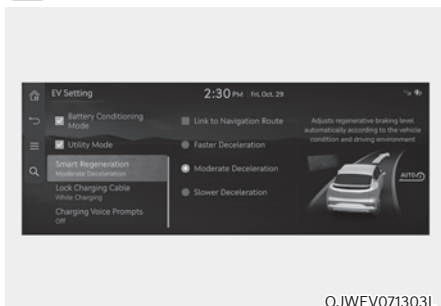 EV Setting
2:30 PM Fri, Oct. 29
Battery Conditioning
Mode
Utility Mode
Smart Regeneration
Moderate Deceleration
Lock Charging Cable
While Charging
Charging Voice Prompts
Off
Link to Navigation Route
Faster Deceleration
Moderate Deceleration
Slower Deceleration
Adjusts regenerative braking level
automatically according to the vehicle
condition and driving environment
AUTO
OJWEV071303L